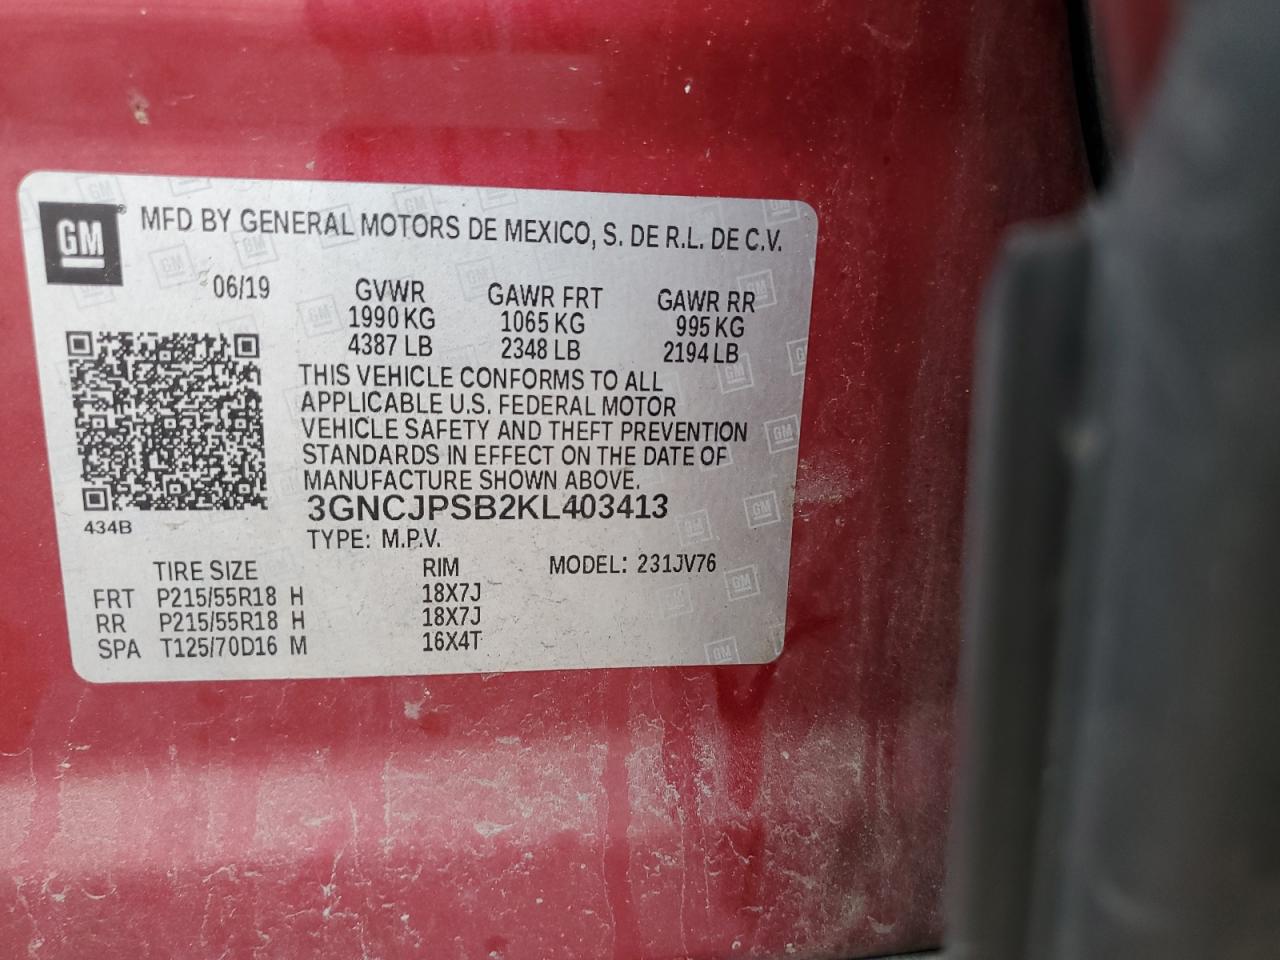 GM MFD BY GENERAL MOTORS DE MEXICO, S. DE R.L. DE C.V.
06/19 GVWR GAWR FRT GAWR RR
1990 KG 1065 KG 995 KG
4387 LB 2348 LB 2194 LB
THIS VEHICLE CONFORMS TO ALL
APPLICABLE U.S. FEDERAL MOTOR
VEHICLE SAFETY AND THEFT PREVENTION
STANDARDS IN EFFECT ON THE DATE OF
MANUFACTURE SHOWN ABOVE.
3GNCJPSB2KL403413
434B
TYPE: M.P.V.
TIRE SIZE RIM MODEL: 231JV76
FRT P215/55R18 H 18X7J
RR P215/55R18 H 18X7J
SPA T125/70D16 M 16X4T